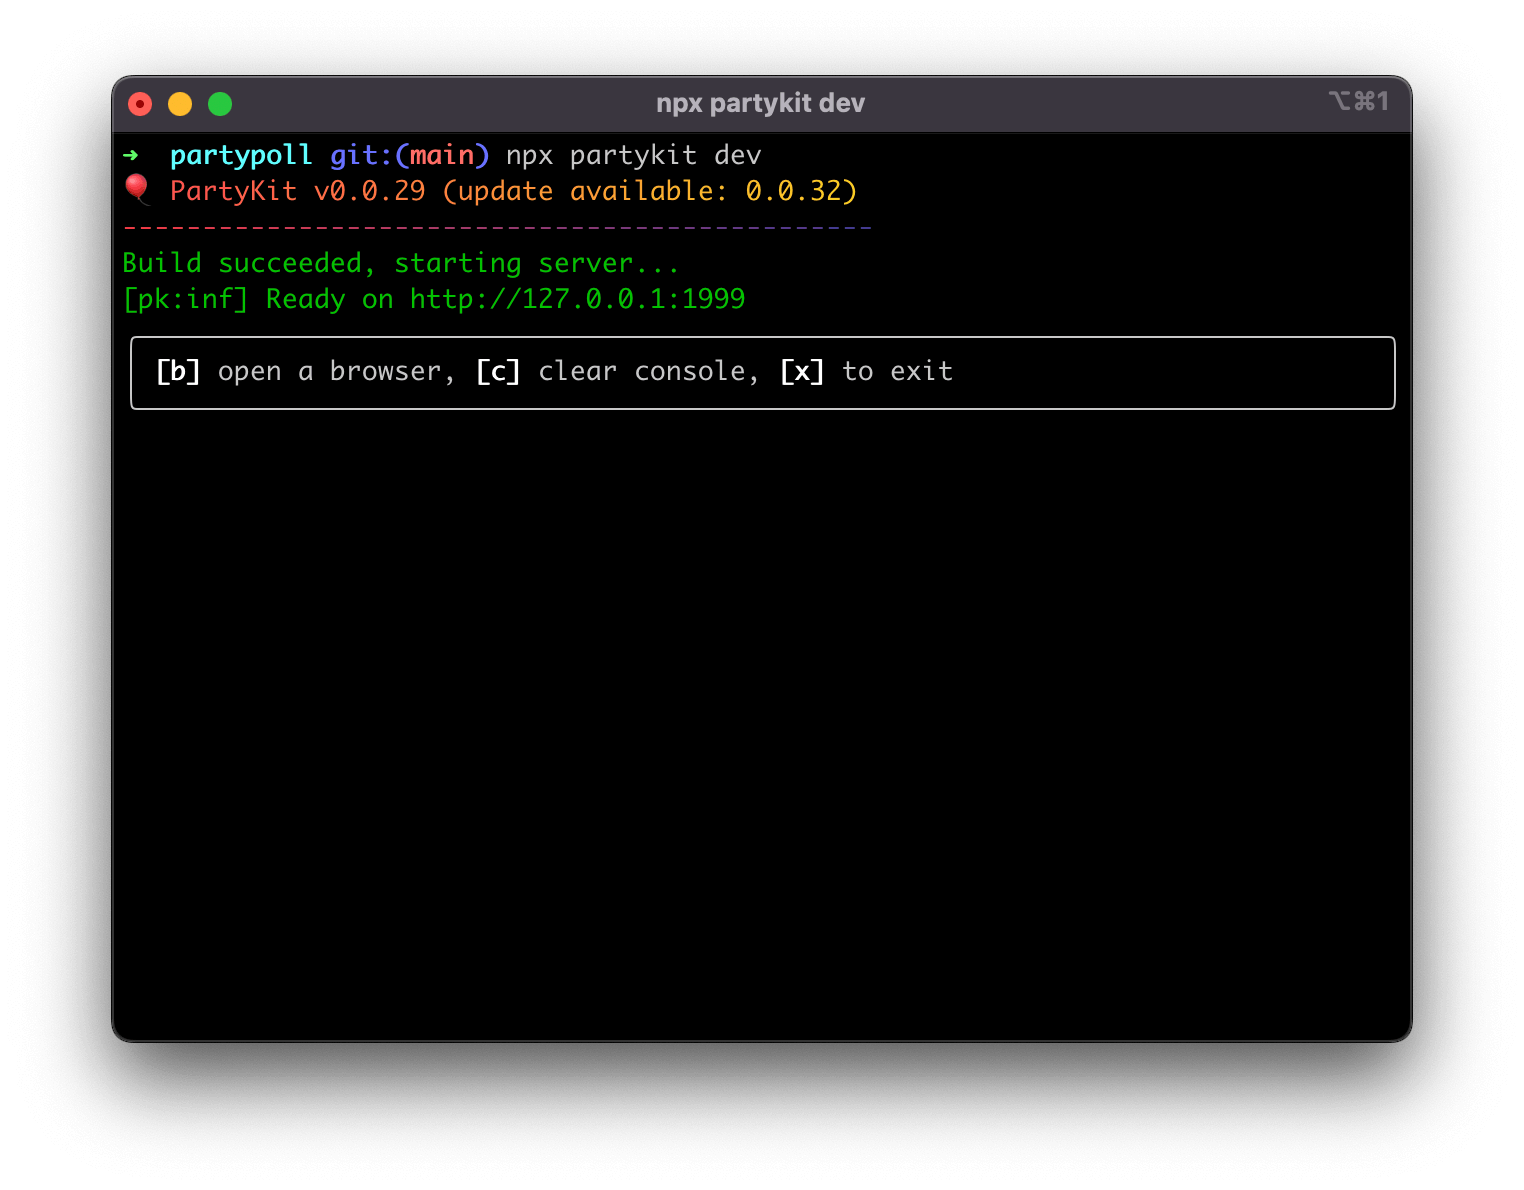 npx partykit dev
⌥⌘1
➜ partypoll git:(main) npx partykit dev
🎈 PartyKit v0.0.29 (update available: 0.0.32)
-----------------------------------------------
Build succeeded, starting server...
[pk:inf] Ready on http://127.0.0.1:1999
[b] open a browser, [c] clear console, [x] to exit